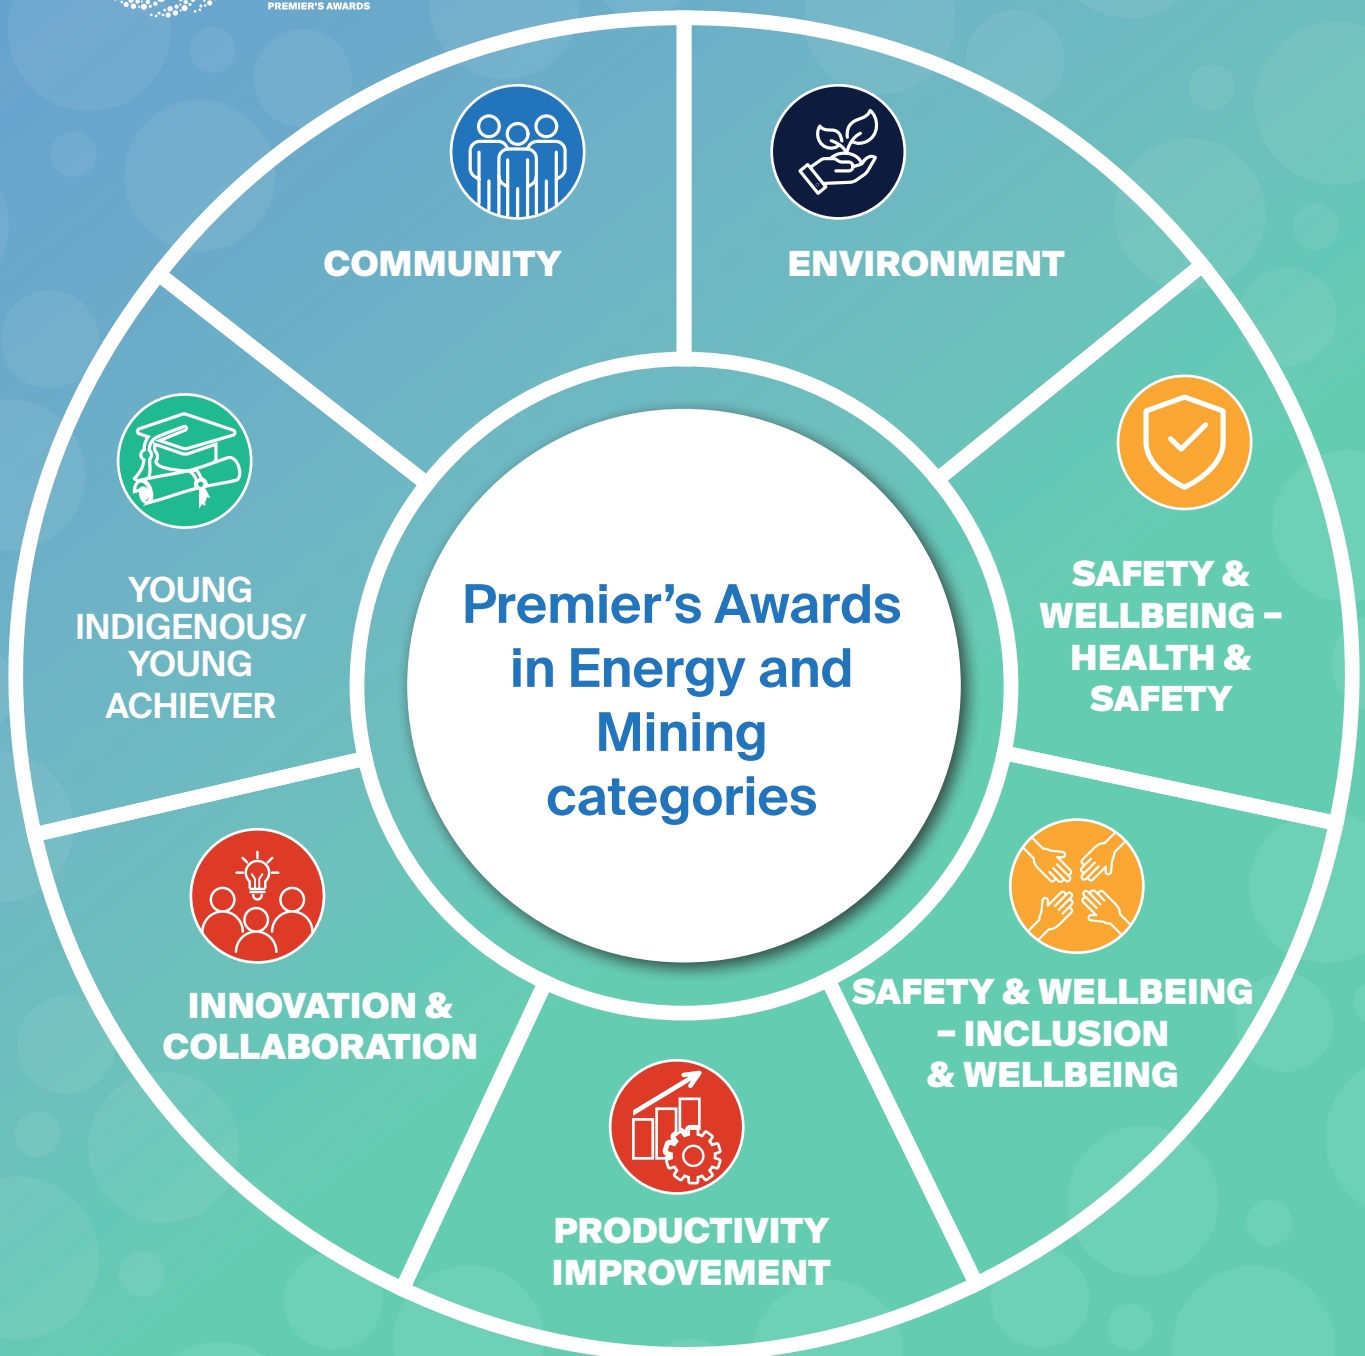 PREMIER'S AWARDS
COMMUNITY
ENVIRONMENT
SAFETY &
WELLBEING –
HEALTH &
SAFETY
SAFETY & WELLBEING
– INCLUSION
& WELLBEING
PRODUCTIVITY
IMPROVEMENT
INNOVATION &
COLLABORATION
YOUNG
INDIGENOUS/
YOUNG
ACHIEVER
Premier’s Awards
in Energy and
Mining
categories